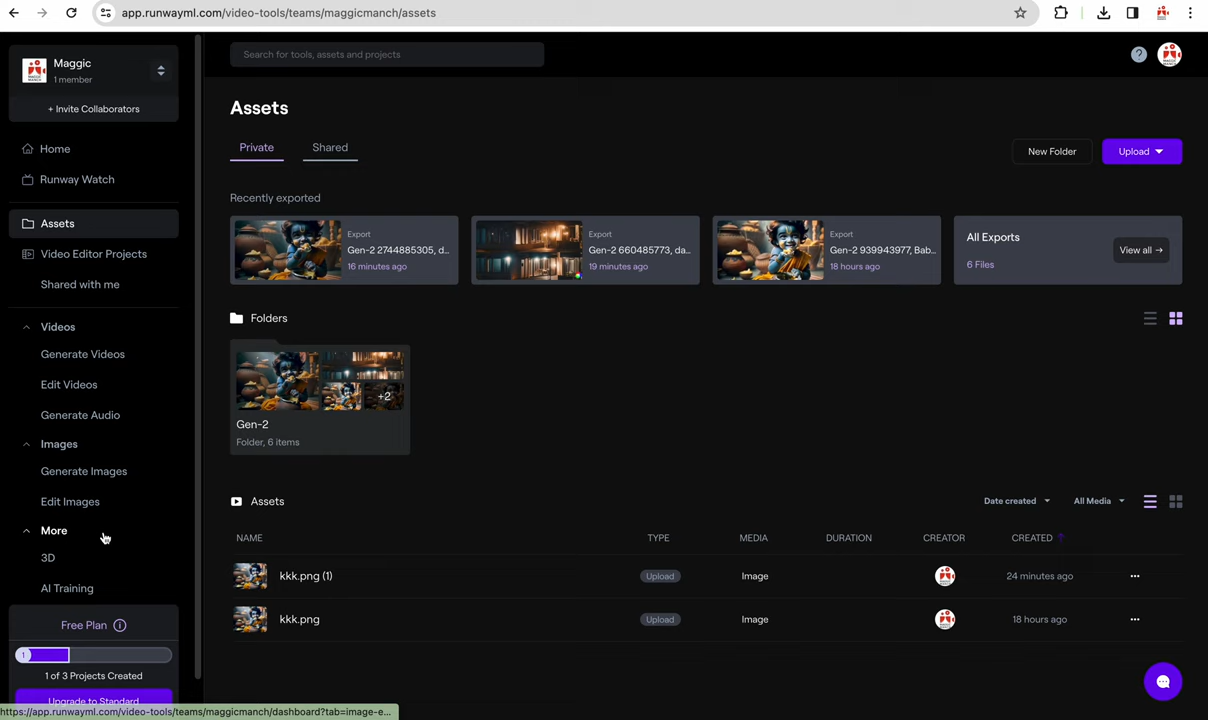 app.runwayml.com/video-tools/teams/maggicmanch/assets
Maggic
1 member
+ Invite Collaborators
Home
Runway Watch
Assets
Video Editor Projects
Shared with me
Videos
Generate Videos
Edit Videos
Generate Audio
Images
Generate Images
Edit Images
More
3D
AI Training
Free Plan
1
1 of 3 Projects Created
Upgrade to Standard
https://app.runwayml.com/video-tools/teams/maggicmanch/dashboard?tab=image-e...
Search for tools, assets and projects
?
Assets
Private
Shared
New Folder
Upload
Recently exported
Export
Gen-2 2744885305, d...
16 minutes ago
Export
Gen-2 660485773, da...
19 minutes ago
Export
Gen-2 939943977, Bab...
18 hours ago
All Exports
6 Files
View all →
Folders
+2
Gen-2
Folder, 6 items
Assets
Date created
All Media
NAME TYPE MEDIA DURATION CREATOR CREATED
kkk.png (1) Upload Image 24 minutes ago
kkk.png Upload Image 18 hours ago